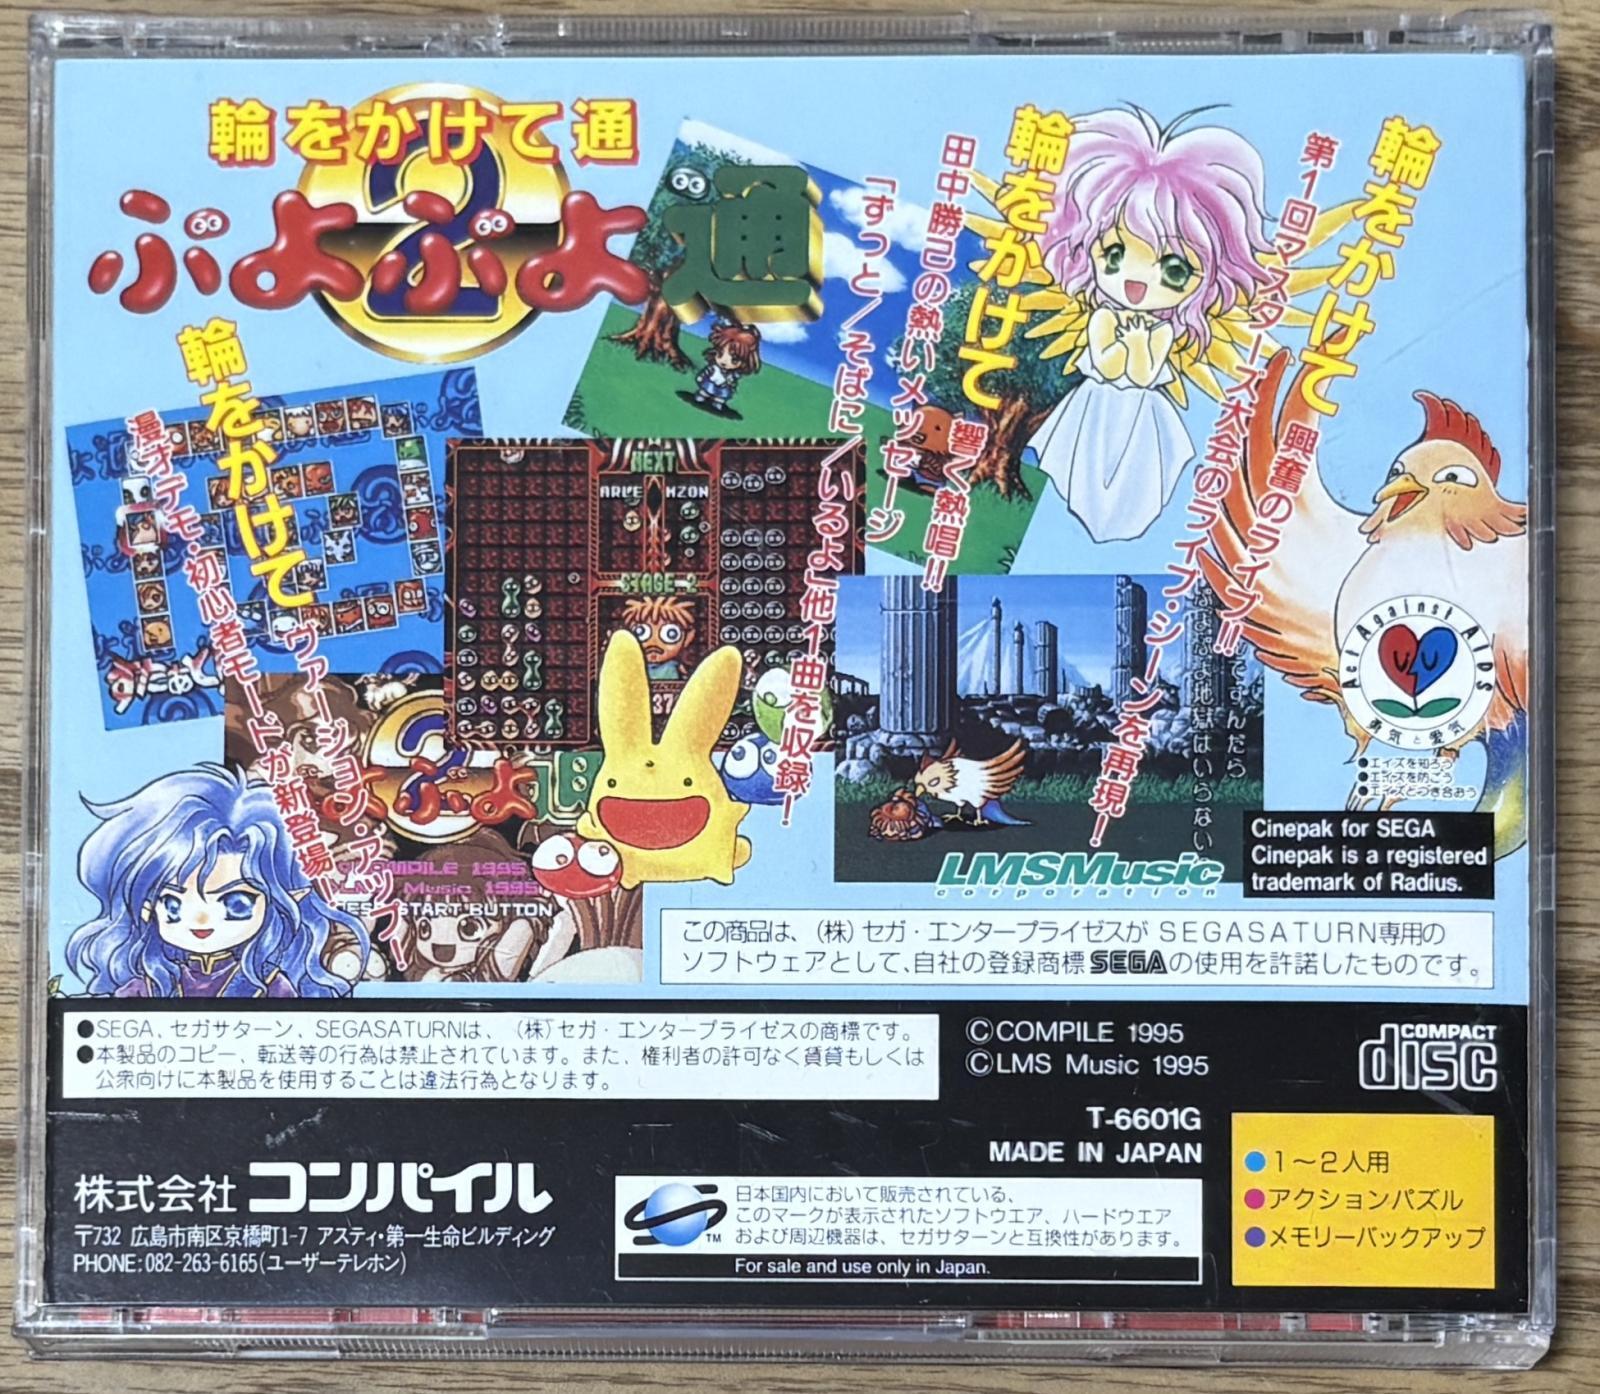 輪をかけて通
ぷよぷよ通
2
輪をかけて
漫才デモ・初心者モードが新登場!
ヴァージョン・アップ!
輪をかけて
田中勝己の熱いメッセージ
「ずっと/そばに/いるよ」他1曲を収録!
響く熱唱!!
輪をかけて
第1回マスターズ大会のライブ・シーンを再現!
興奮のライブ!!
NEXT
ARLE
STAGE 2
COMPILE 1995
Music 1995
START BUTTON
Act Against AIDS
勇気と愛気
●エイズを知ろう
●エイズを防ごう
●エイズとつき合おう
LMSMusic
corporation
Cinepak for SEGA
Cinepak is a registered
trademark of Radius.
この商品は、(株)セガ・エンタープライゼスがSEGASATURN専用の
ソフトウェアとして、自社の登録商標SEGAの使用を許諾したものです。
●SEGA、セガサターン、SEGASATURNは、(株)セガ・エンタープライゼスの商標です。
●本製品のコピー、転送等の行為は禁止されています。また、権利者の許可なく賃貸もしくは
公衆向けに本製品を使用することは違法行為となります。
©COMPILE 1995
©LMS Music 1995
COMPACT
disc
T-6601G
MADE IN JAPAN
株式会社コンパイル
〒732 広島市南区京橋町1-7 アスティ・第一生命ビルディング
PHONE:082-263-6165(ユーザーテレホン)
TM
日本国内において販売されている、
このマークが表示されたソフトウエア、ハードウエア
および周辺機器は、セガサターンと互換性があります。
For sale and use only in Japan.
●1〜2人用
●アクションパズル
●メモリーバックアップ